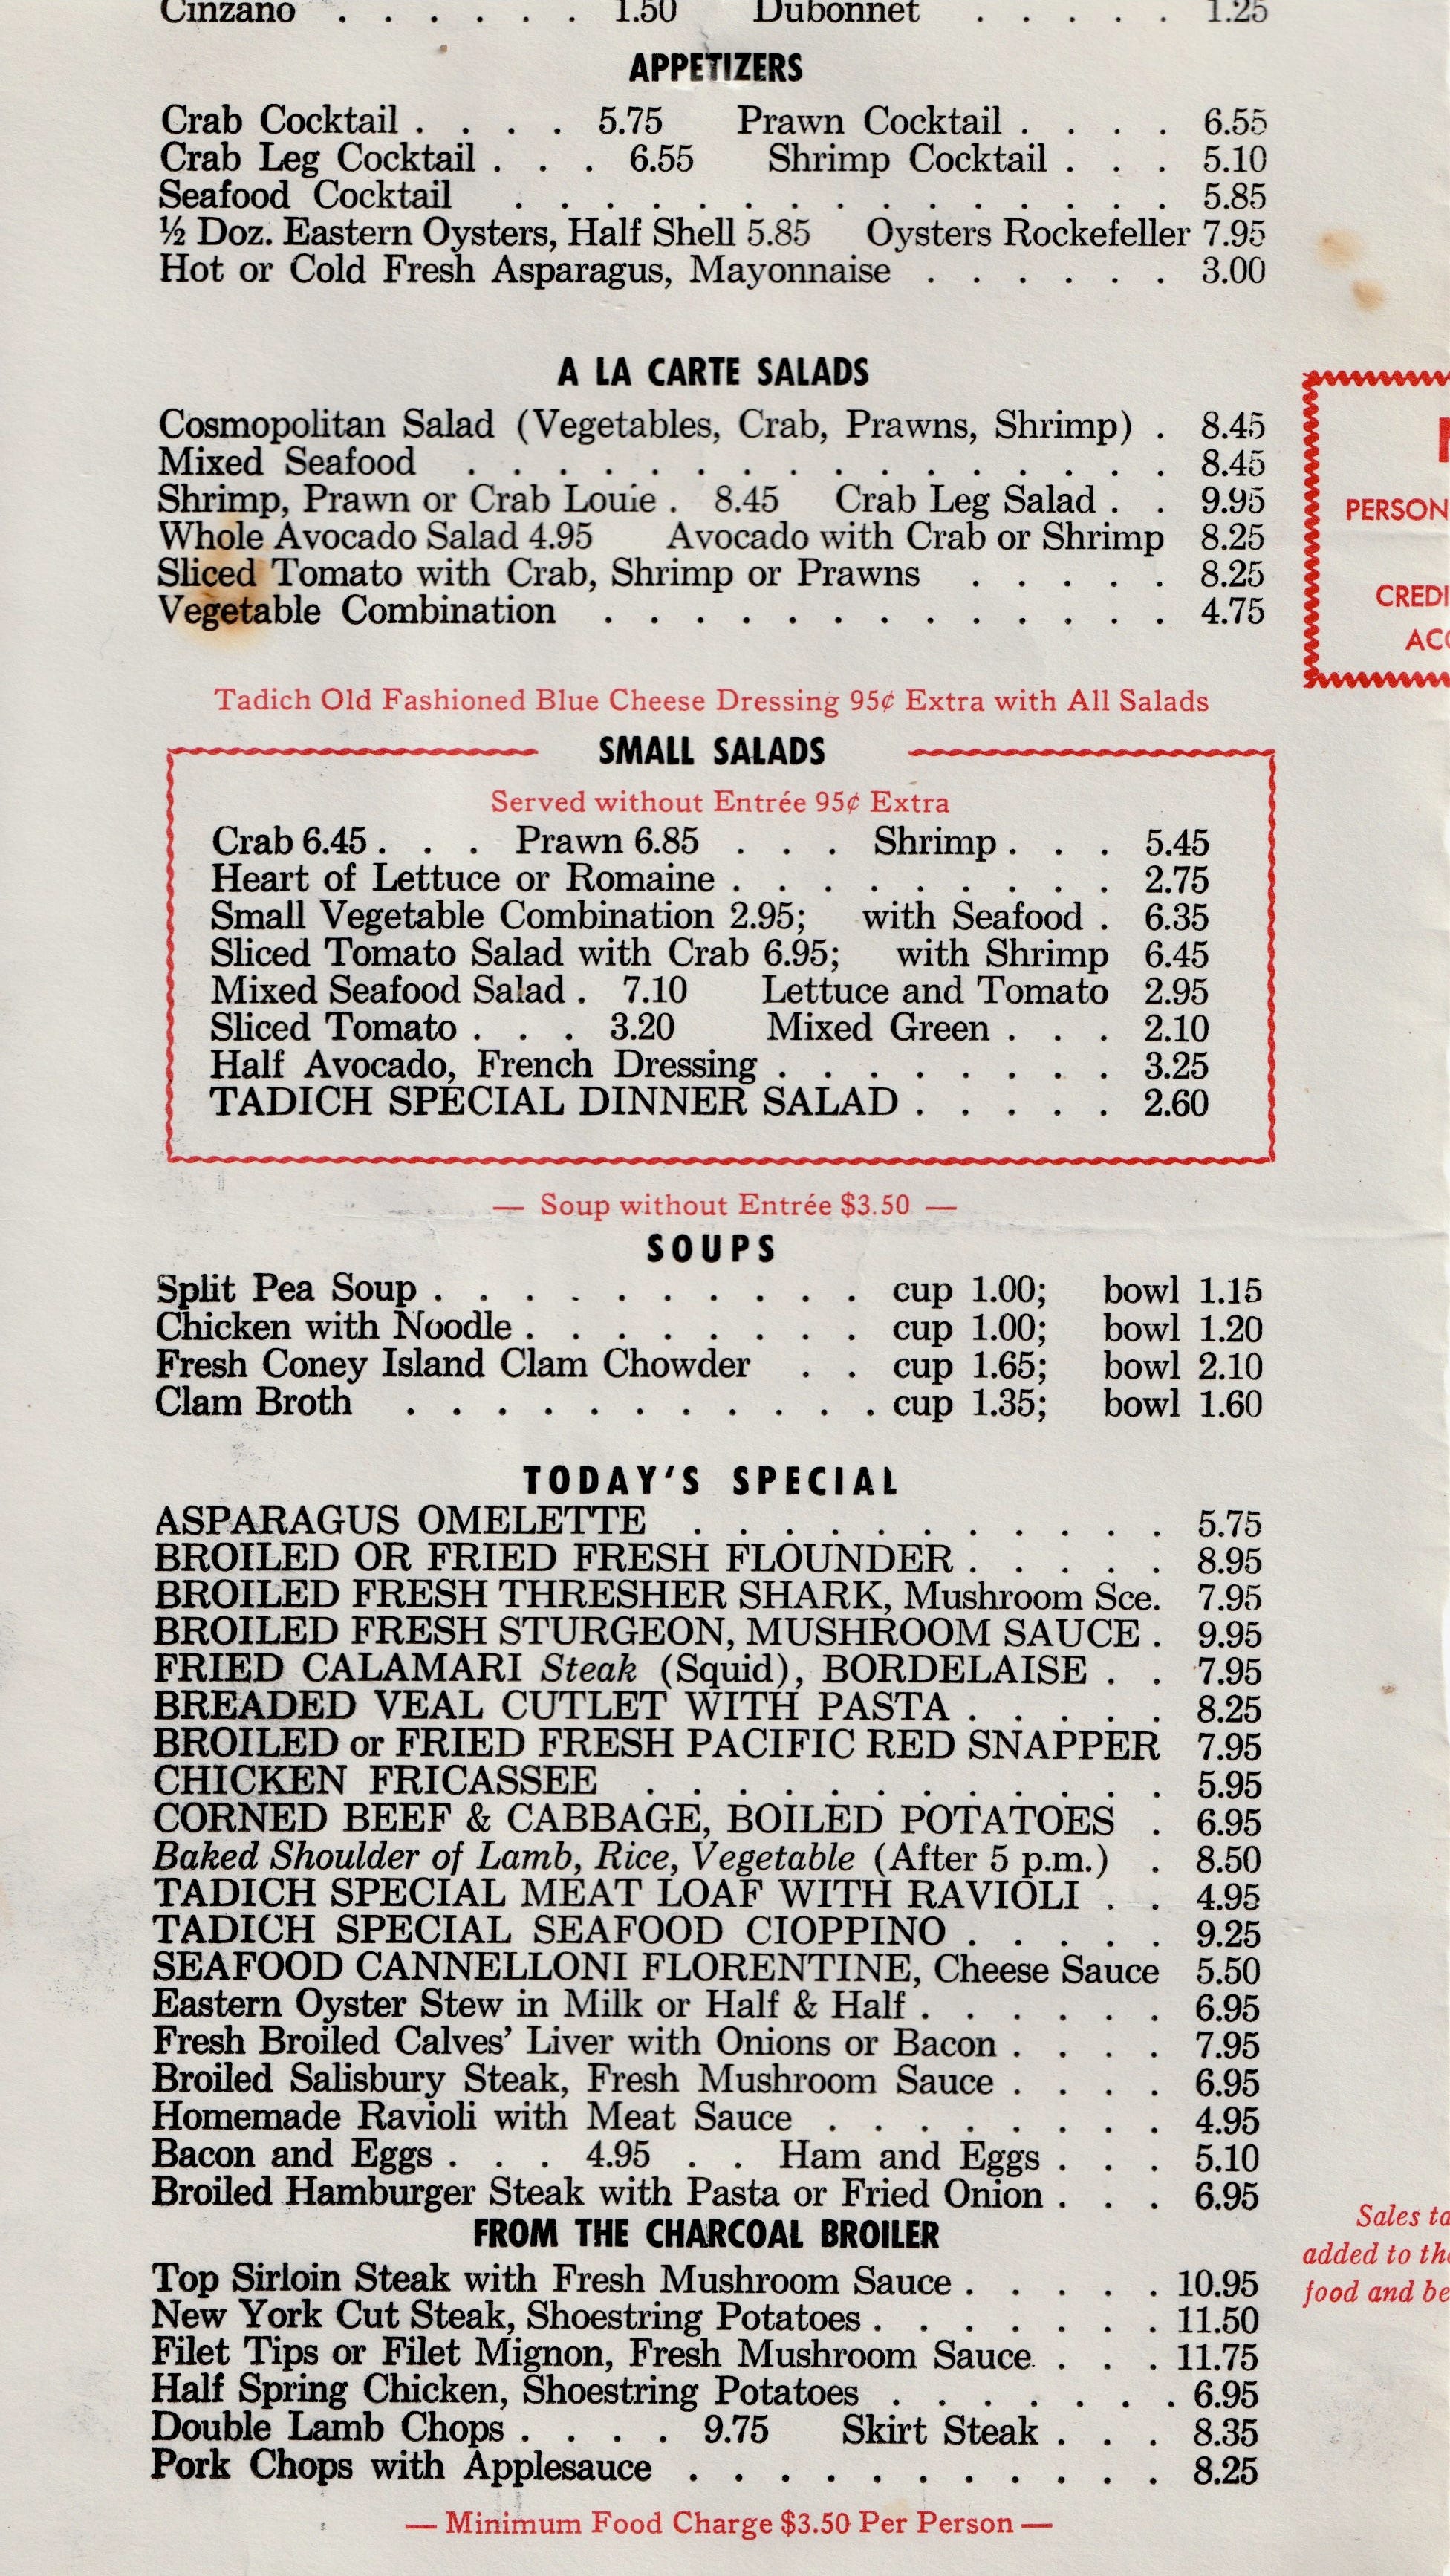 Cinzano . . . . . . 1.50 Dubonnet . . . . . 1.25
APPETIZERS
Crab Cocktail . . . . 5.75 Prawn Cocktail . . . . 6.55
Crab Leg Cocktail . . . 6.55 Shrimp Cocktail . . . 5.10
Seafood Cocktail . . . . . . . . . . . . . . . 5.85
½ Doz. Eastern Oysters, Half Shell 5.85 Oysters Rockefeller 7.95
Hot or Cold Fresh Asparagus, Mayonnaise . . . . . . 3.00
A LA CARTE SALADS
Cosmopolitan Salad (Vegetables, Crab, Prawns, Shrimp) . 8.45
Mixed Seafood . . . . . . . . . . . . . . . . 8.45
Shrimp, Prawn or Crab Louie . 8.45 Crab Leg Salad . . 9.95
Whole Avocado Salad 4.95 Avocado with Crab or Shrimp 8.25
Sliced Tomato with Crab, Shrimp or Prawns . . . . . 8.25
Vegetable Combination . . . . . . . . . . . . . 4.75
PERSON
CREDI
ACC
Tadich Old Fashioned Blue Cheese Dressing 95¢ Extra with All Salads
SMALL SALADS
Served without Entrée 95¢ Extra
Crab 6.45 . . . Prawn 6.85 . . . Shrimp . . . 5.45
Heart of Lettuce or Romaine . . . . . . . . . 2.75
Small Vegetable Combination 2.95; with Seafood . 6.35
Sliced Tomato Salad with Crab 6.95; with Shrimp 6.45
Mixed Seafood Salad . 7.10 Lettuce and Tomato 2.95
Sliced Tomato . . . 3.20 Mixed Green . . . 2.10
Half Avocado, French Dressing . . . . . . . . 3.25
TADICH SPECIAL DINNER SALAD . . . . . 2.60
— Soup without Entrée $3.50 —
SOUPS
Split Pea Soup . . . . . . . . . . cup 1.00; bowl 1.15
Chicken with Noodle . . . . . . . . cup 1.00; bowl 1.20
Fresh Coney Island Clam Chowder . . cup 1.65; bowl 2.10
Clam Broth . . . . . . . . . . . cup 1.35; bowl 1.60
TODAY'S SPECIAL
ASPARAGUS OMELETTE . . . . . . . . . . . 5.75
BROILED OR FRIED FRESH FLOUNDER . . . . . 8.95
BROILED FRESH THRESHER SHARK, Mushroom Sce. 7.95
BROILED FRESH STURGEON, MUSHROOM SAUCE . 9.95
FRIED CALAMARI Steak (Squid), BORDELAISE . . 7.95
BREADED VEAL CUTLET WITH PASTA . . . . . 8.25
BROILED or FRIED FRESH PACIFIC RED SNAPPER 7.95
CHICKEN FRICASSEE . . . . . . . . . . . . 5.95
CORNED BEEF & CABBAGE, BOILED POTATOES . 6.95
Baked Shoulder of Lamb, Rice, Vegetable (After 5 p.m.) . 8.50
TADICH SPECIAL MEAT LOAF WITH RAVIOLI . . 4.95
TADICH SPECIAL SEAFOOD CIOPPINO . . . . . 9.25
SEAFOOD CANNELLONI FLORENTINE, Cheese Sauce 5.50
Eastern Oyster Stew in Milk or Half & Half . . . . . . 6.95
Fresh Broiled Calves' Liver with Onions or Bacon . . . . 7.95
Broiled Salisbury Steak, Fresh Mushroom Sauce . . . . 6.95
Homemade Ravioli with Meat Sauce . . . . . . . . 4.95
Bacon and Eggs . . . 4.95 . . Ham and Eggs . . . 5.10
Broiled Hamburger Steak with Pasta or Fried Onion . . . 6.95
FROM THE CHARCOAL BROILER
Top Sirloin Steak with Fresh Mushroom Sauce . . . . . 10.95
New York Cut Steak, Shoestring Potatoes . . . . . . . 11.50
Filet Tips or Filet Mignon, Fresh Mushroom Sauce . . . 11.75
Half Spring Chicken, Shoestring Potatoes . . . . . . . 6.95
Double Lamb Chops . . . . 9.75 Skirt Steak . . . 8.35
Pork Chops with Applesauce . . . . . . . . . . . 8.25
Sales ta
added to the
food and be
— Minimum Food Charge $3.50 Per Person —